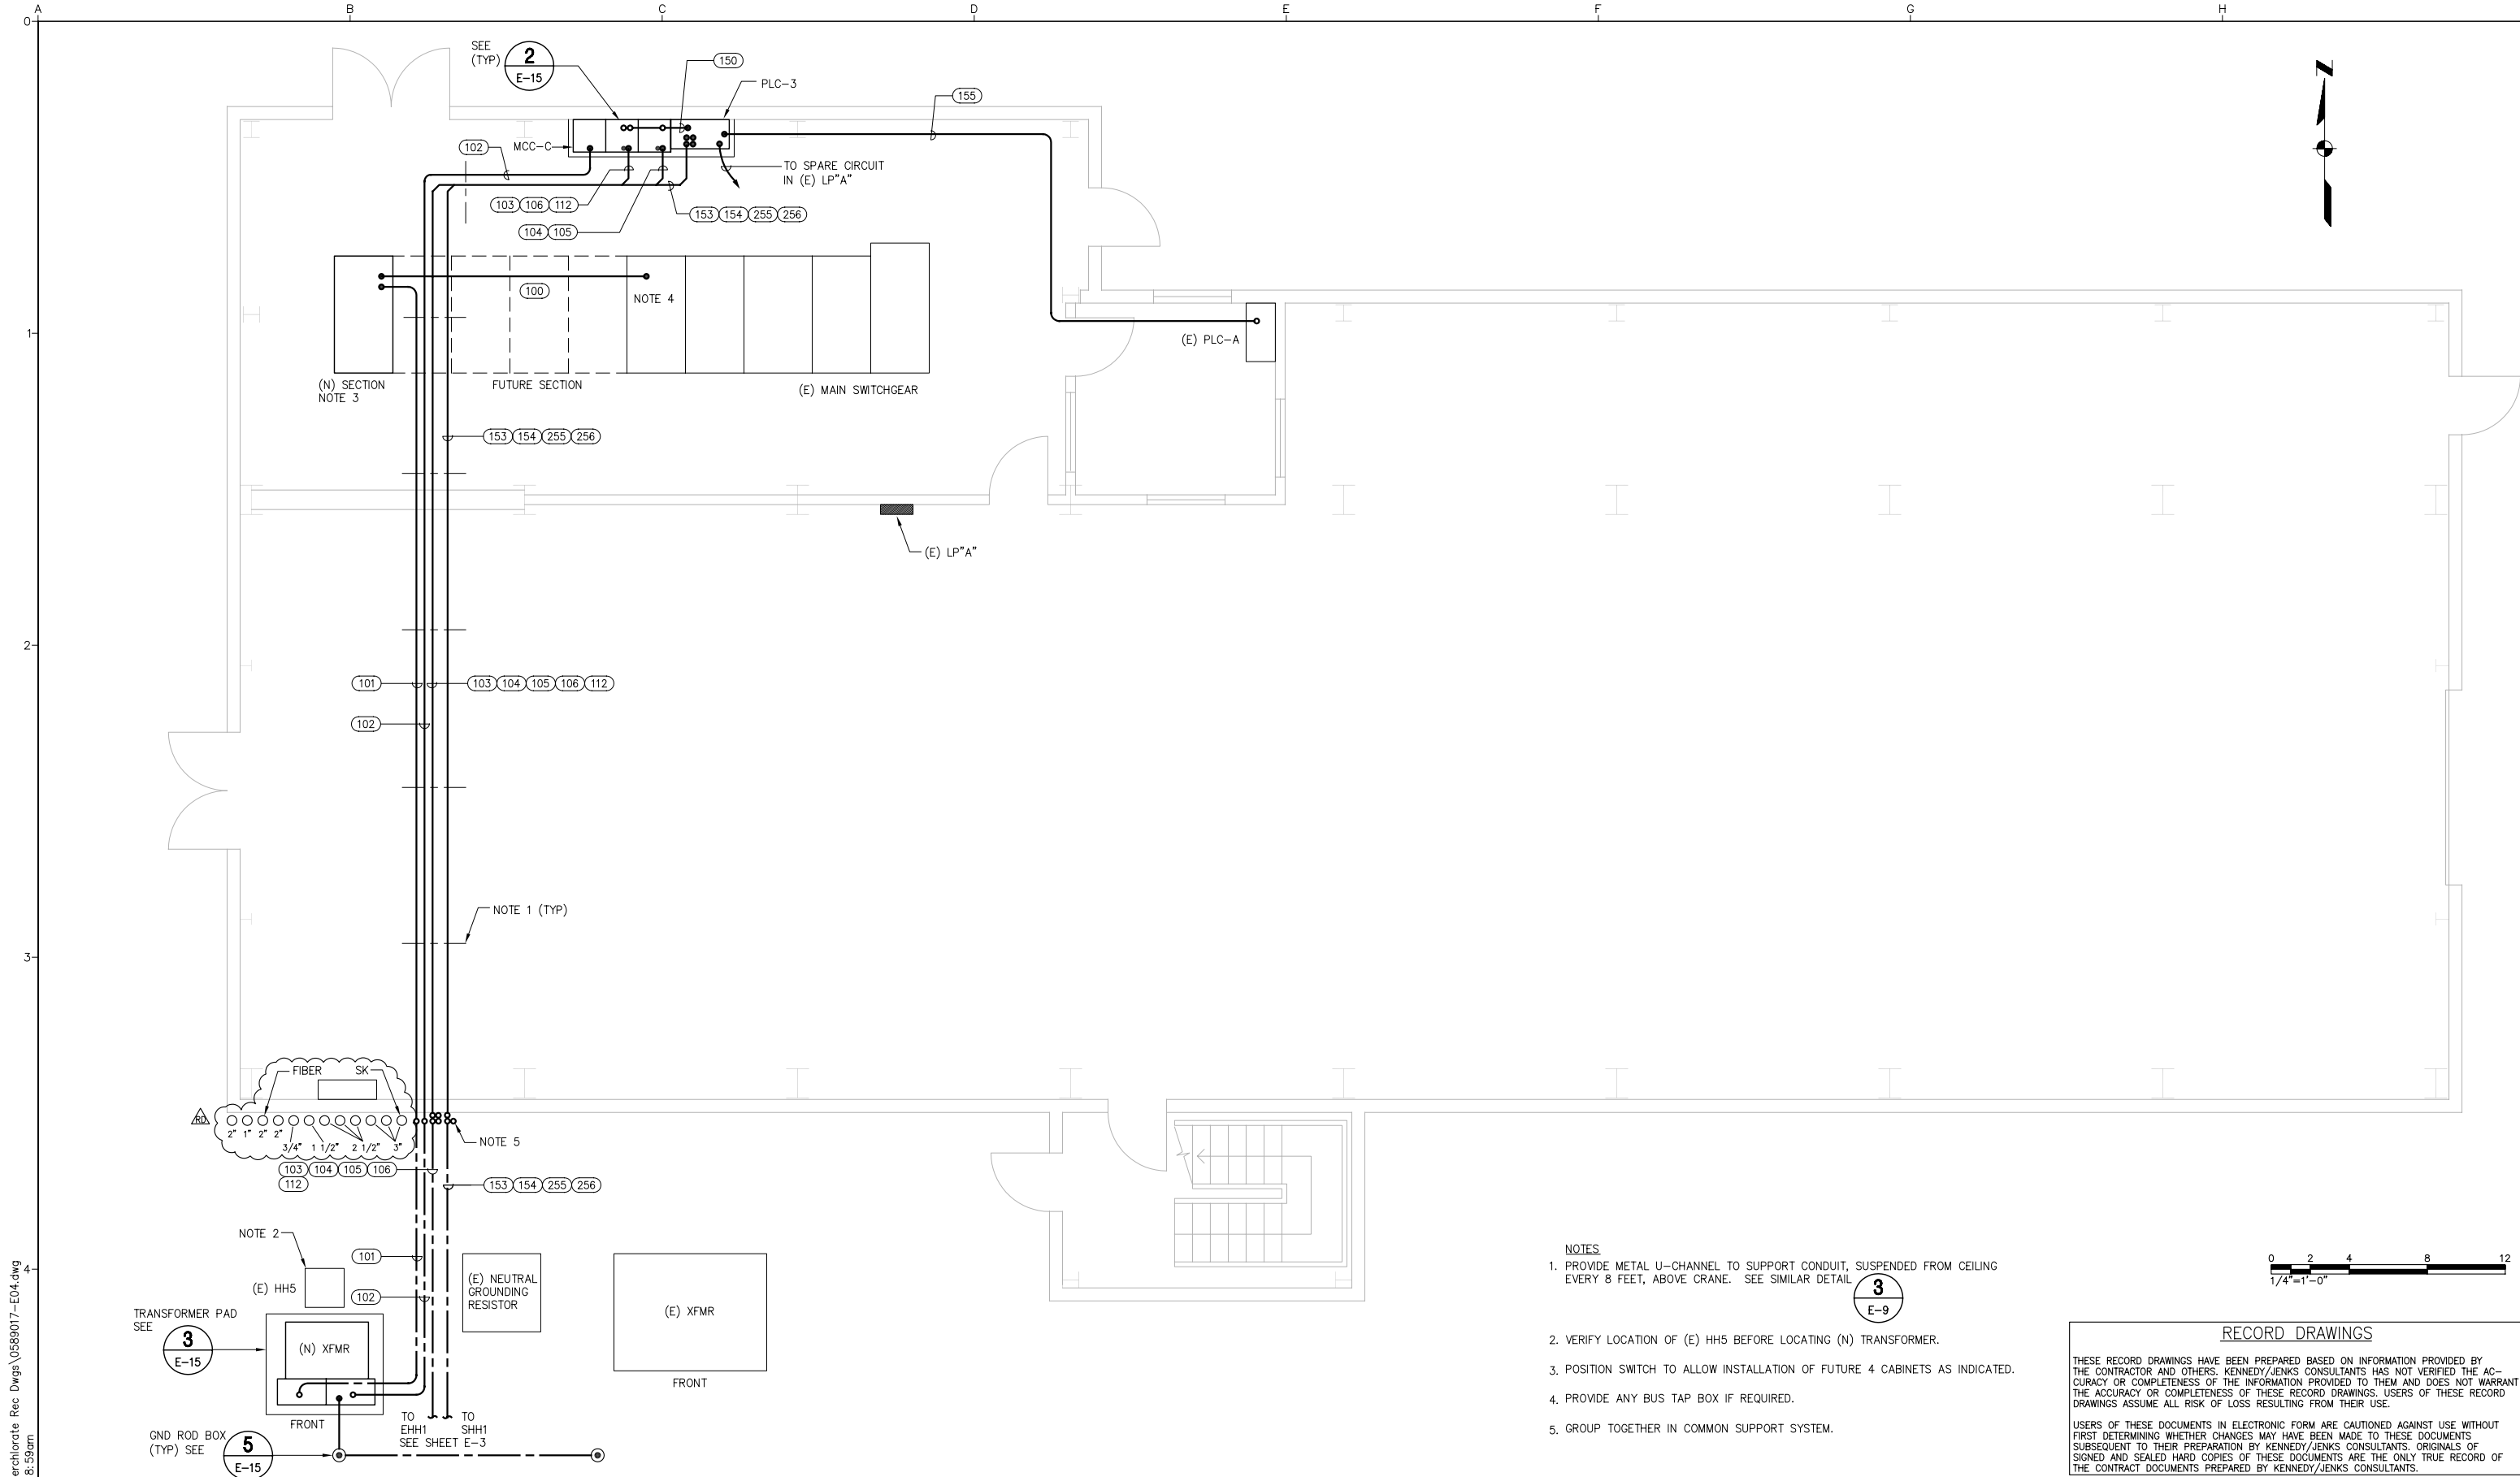 A B C D E F G H
0
1
2
3
4
SEE
(TYP)
2
E-15
150
PLC-3
155
N
102
MCC-C
TO SPARE CIRCUIT
IN (E) LP"A"
103 106 112
153 154 255 256
104 105
100
NOTE 4
(E) PLC-A
(N) SECTION
NOTE 3
FUTURE SECTION
(E) MAIN SWITCHGEAR
153 154 255 256
(E) LP"A"
101
103 104 105 106 112
102
NOTE 1 (TYP)
FIBER
SK
RD
2" 1" 2" 2"
3/4" 1 1/2" 2 1/2" 3"
NOTE 5
103 104 105 106
112
153 154 255 256
NOTE 2
101
(E) HH5
102
(E) NEUTRAL
GROUNDING
RESISTOR
(E) XFMR
FRONT
TRANSFORMER PAD
SEE
3
E-15
(N) XFMR
FRONT
TO
EHH1
TO
SHH1
SEE SHEET E-3
GND ROD BOX
(TYP) SEE
5
E-15
NOTES
1. PROVIDE METAL U-CHANNEL TO SUPPORT CONDUIT, SUSPENDED FROM CEILING
EVERY 8 FEET, ABOVE CRANE. SEE SIMILAR DETAIL
3
E-9
2. VERIFY LOCATION OF (E) HH5 BEFORE LOCATING (N) TRANSFORMER.
3. POSITION SWITCH TO ALLOW INSTALLATION OF FUTURE 4 CABINETS AS INDICATED.
4. PROVIDE ANY BUS TAP BOX IF REQUIRED.
5. GROUP TOGETHER IN COMMON SUPPORT SYSTEM.
0 2 4 8 12
1/4"=1'-0"
RECORD DRAWINGS
THESE RECORD DRAWINGS HAVE BEEN PREPARED BASED ON INFORMATION PROVIDED BY
THE CONTRACTOR AND OTHERS. KENNEDY/JENKS CONSULTANTS HAS NOT VERIFIED THE AC-
CURACY OR COMPLETENESS OF THE INFORMATION PROVIDED TO THEM AND DOES NOT WARRANT
THE ACCURACY OR COMPLETENESS OF THESE RECORD DRAWINGS. USERS OF THESE RECORD
DRAWINGS ASSUME ALL RISK OF LOSS RESULTING FROM THEIR USE.
USERS OF THESE DOCUMENTS IN ELECTRONIC FORM ARE CAUTIONED AGAINST USE WITHOUT
FIRST DETERMINING WHETHER CHANGES MAY HAVE BEEN MADE TO THESE DOCUMENTS
SUBSEQUENT TO THEIR PREPARATION BY KENNEDY/JENKS CONSULTANTS. ORIGINALS OF
SIGNED AND SEALED HARD COPIES OF THESE DOCUMENTS ARE THE ONLY TRUE RECORD OF
THE CONTRACT DOCUMENTS PREPARED BY KENNEDY/JENKS CONSULTANTS.
erchlorate Rec Dwgs\0589017-E04.dwg
8:59am